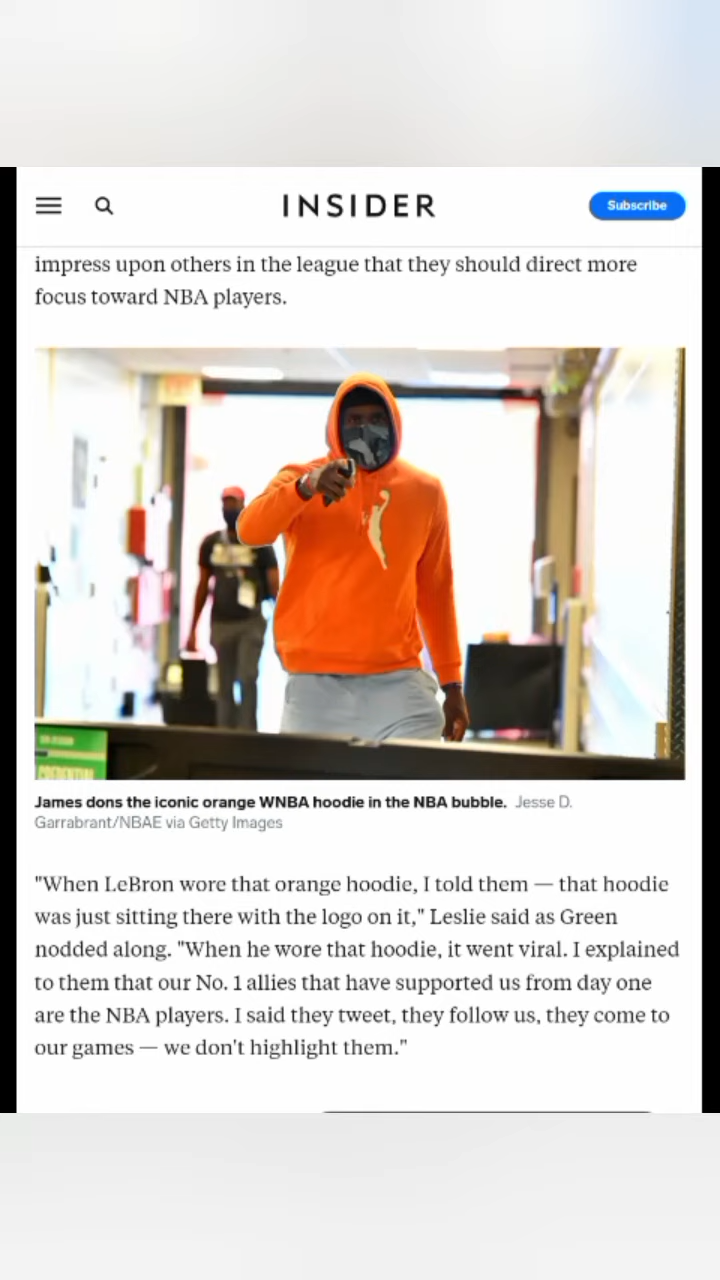 INSIDER
Subscribe
impress upon others in the league that they should direct more
focus toward NBA players.
CREDENTIAL
James dons the iconic orange WNBA hoodie in the NBA bubble. Jesse D.
Garrabrant/NBAE via Getty Images
"When LeBron wore that orange hoodie, I told them — that hoodie
was just sitting there with the logo on it," Leslie said as Green
nodded along. "When he wore that hoodie, it went viral. I explained
to them that our No. 1 allies that have supported us from day one
are the NBA players. I said they tweet, they follow us, they come to
our games — we don't highlight them."